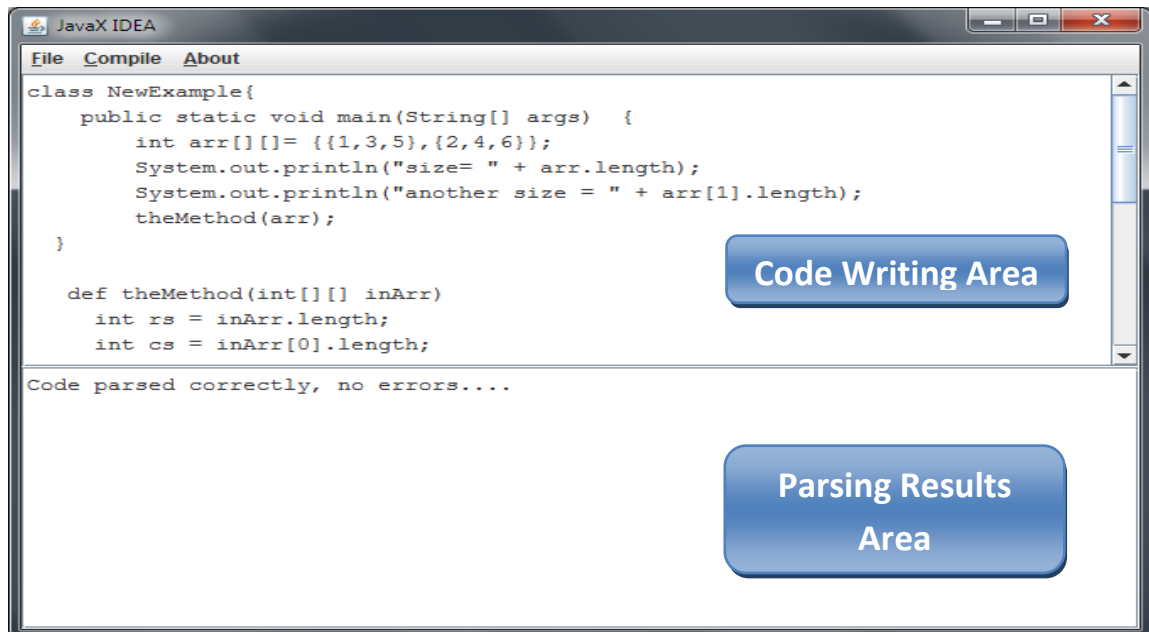 JavaX IDEA
File Compile About
class NewExample{
    public static void main(String[] args)  {
        int arr[][]= {{1,3,5},{2,4,6}};
        System.out.println("size= " + arr.length);
        System.out.println("another size = " + arr[1].length);
        theMethod(arr);
  }
Code Writing Area
   def theMethod(int[][] inArr)
     int rs = inArr.length;
     int cs = inArr[0].length;
Code parsed correctly, no errors....
Parsing Results
Area